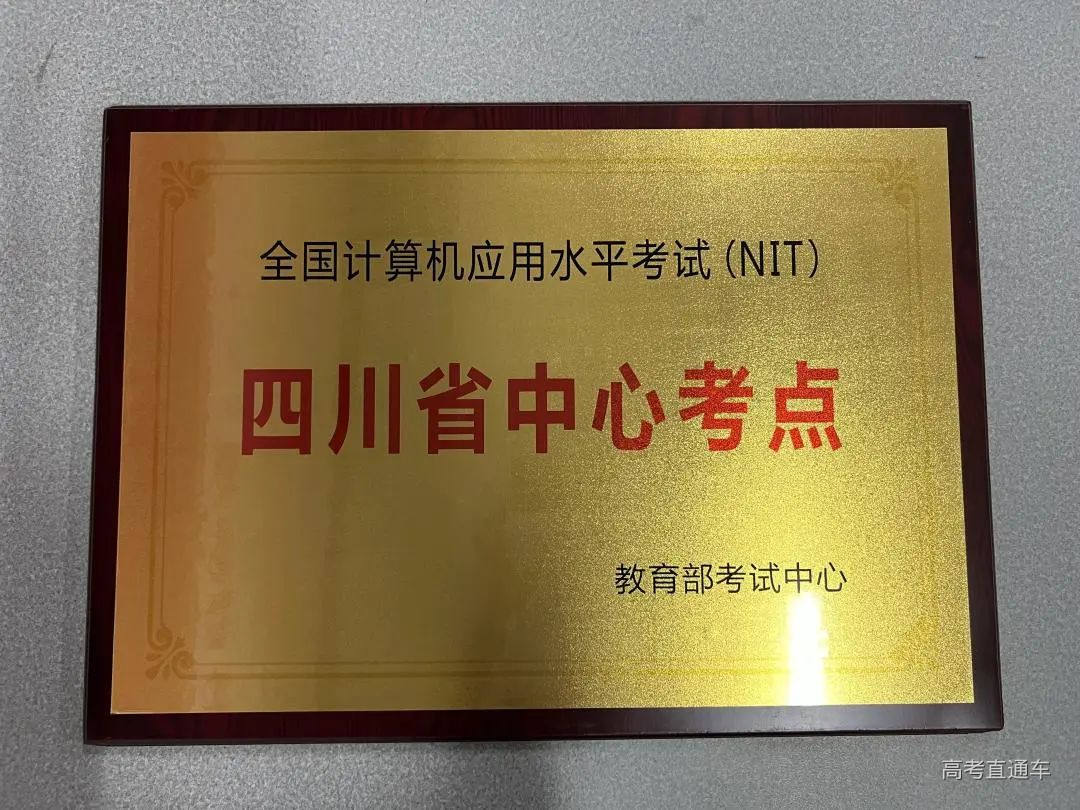 全国计算机应用水平考试(NIT)
四川省中心考点
教育部考试中心
高考直通车